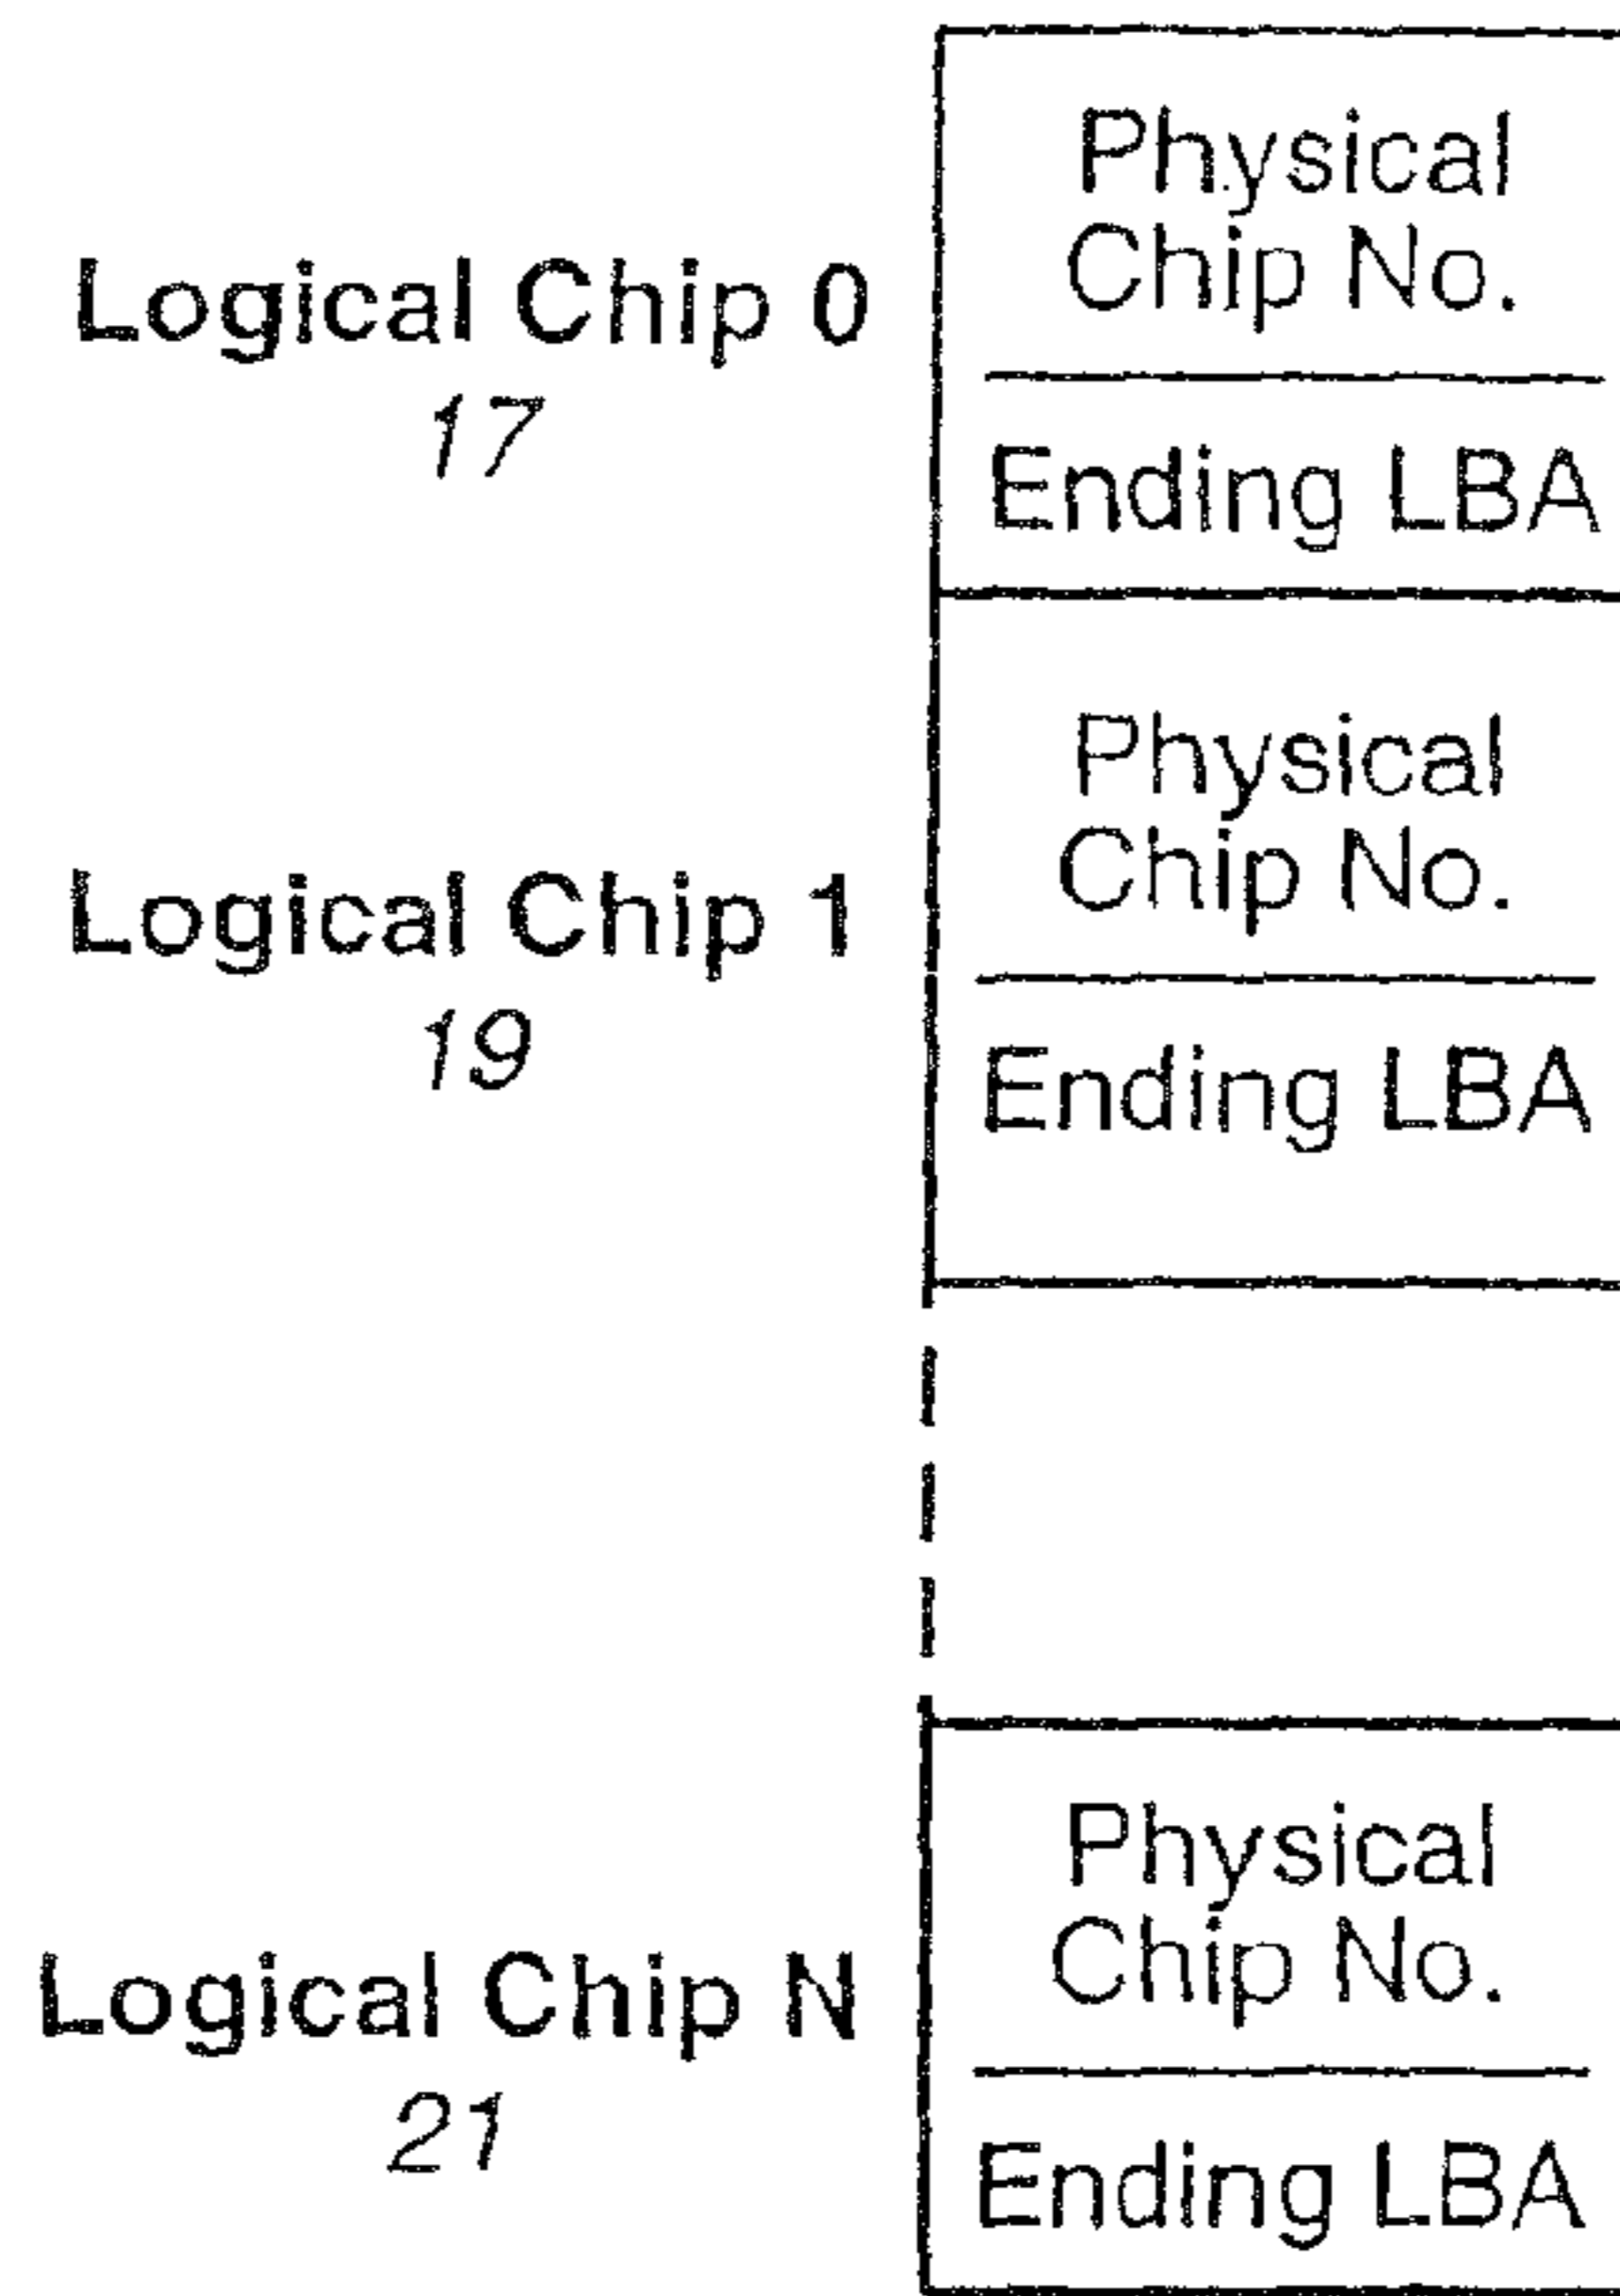 Physical
Chip No.
Logical Chip 0
17
Ending LBA
Physical
Chip No.
Logical Chip 1
19
Ending LBA
Physical
Chip No.
Logical Chip N
21
Ending LBA